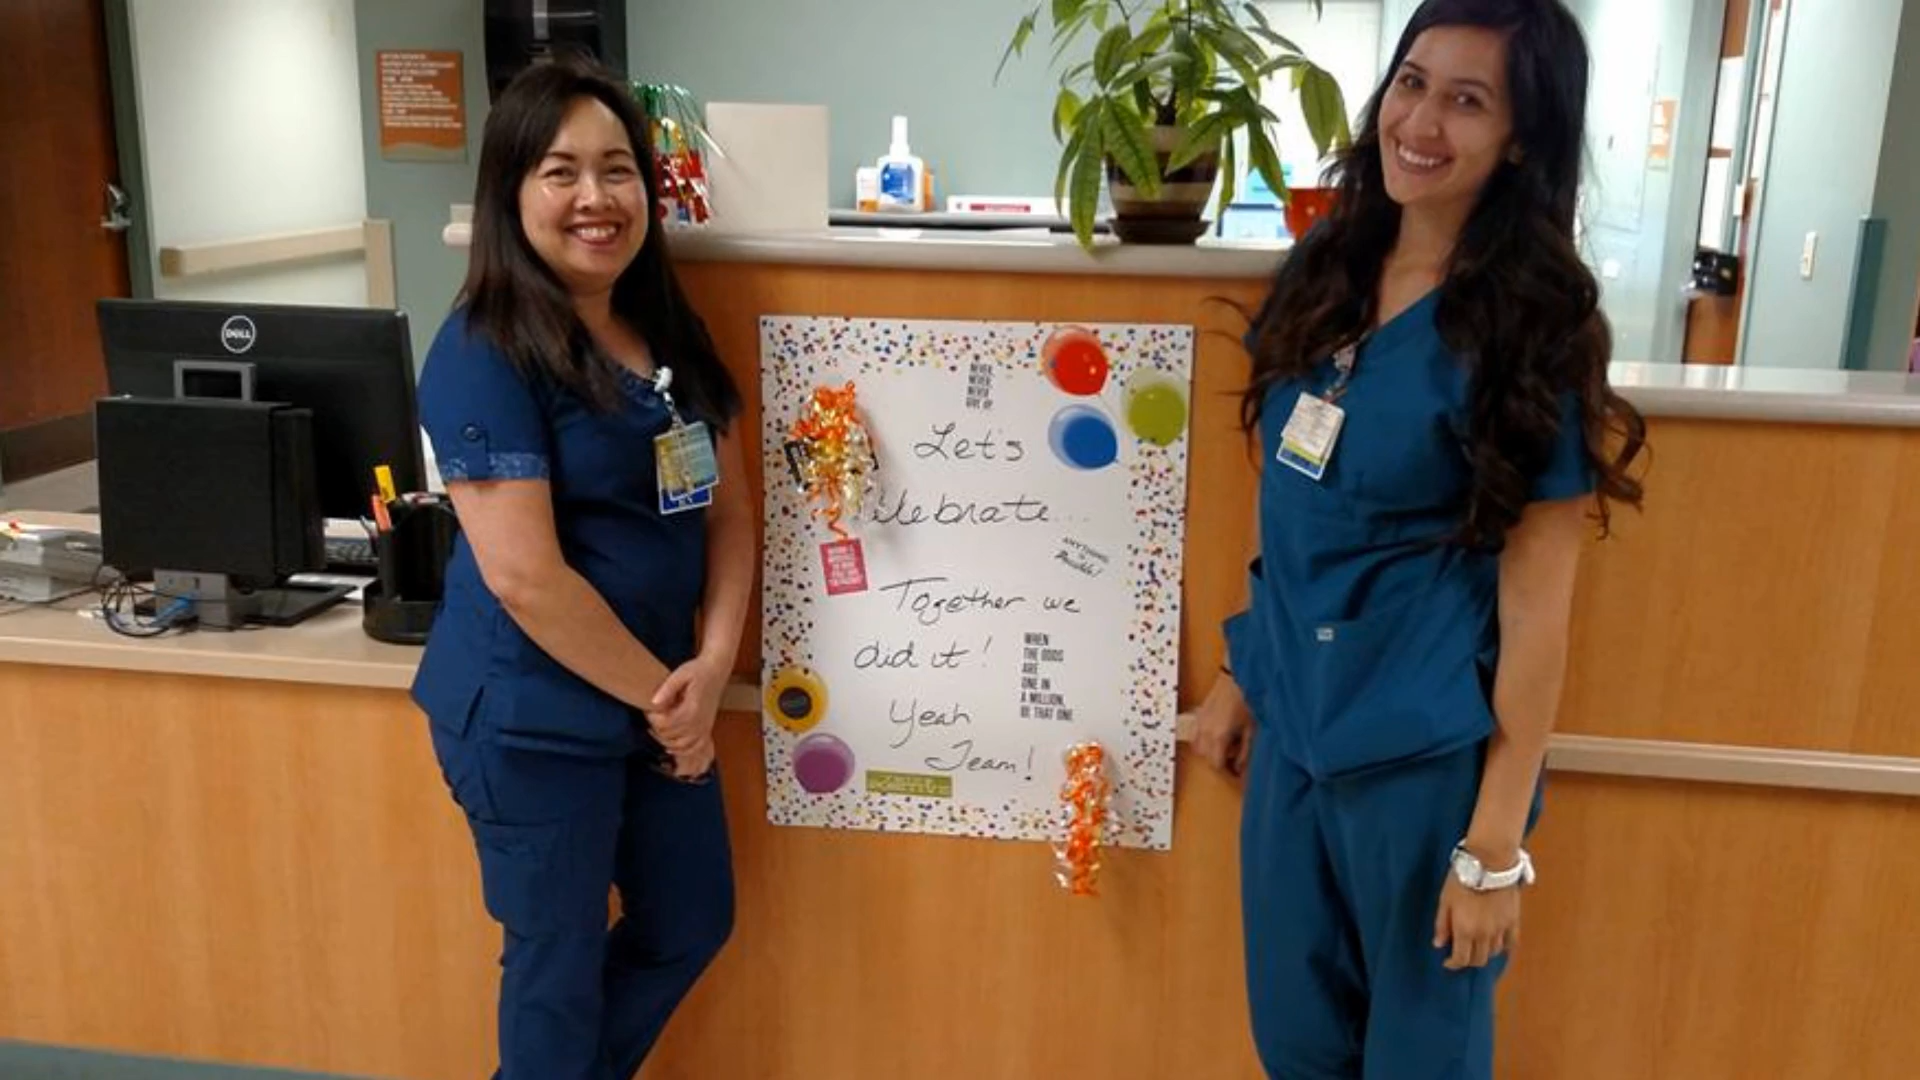 DELL
NEVER,
NEVER,
NEVER
GIVE UP
Let's
Celebrate...
ANYTHING
is
Possible!
Together we
did it!
WHEN
THE ODDS
ARE
ONE IN
A MILLION,
BE THAT ONE
Yeah
Team!